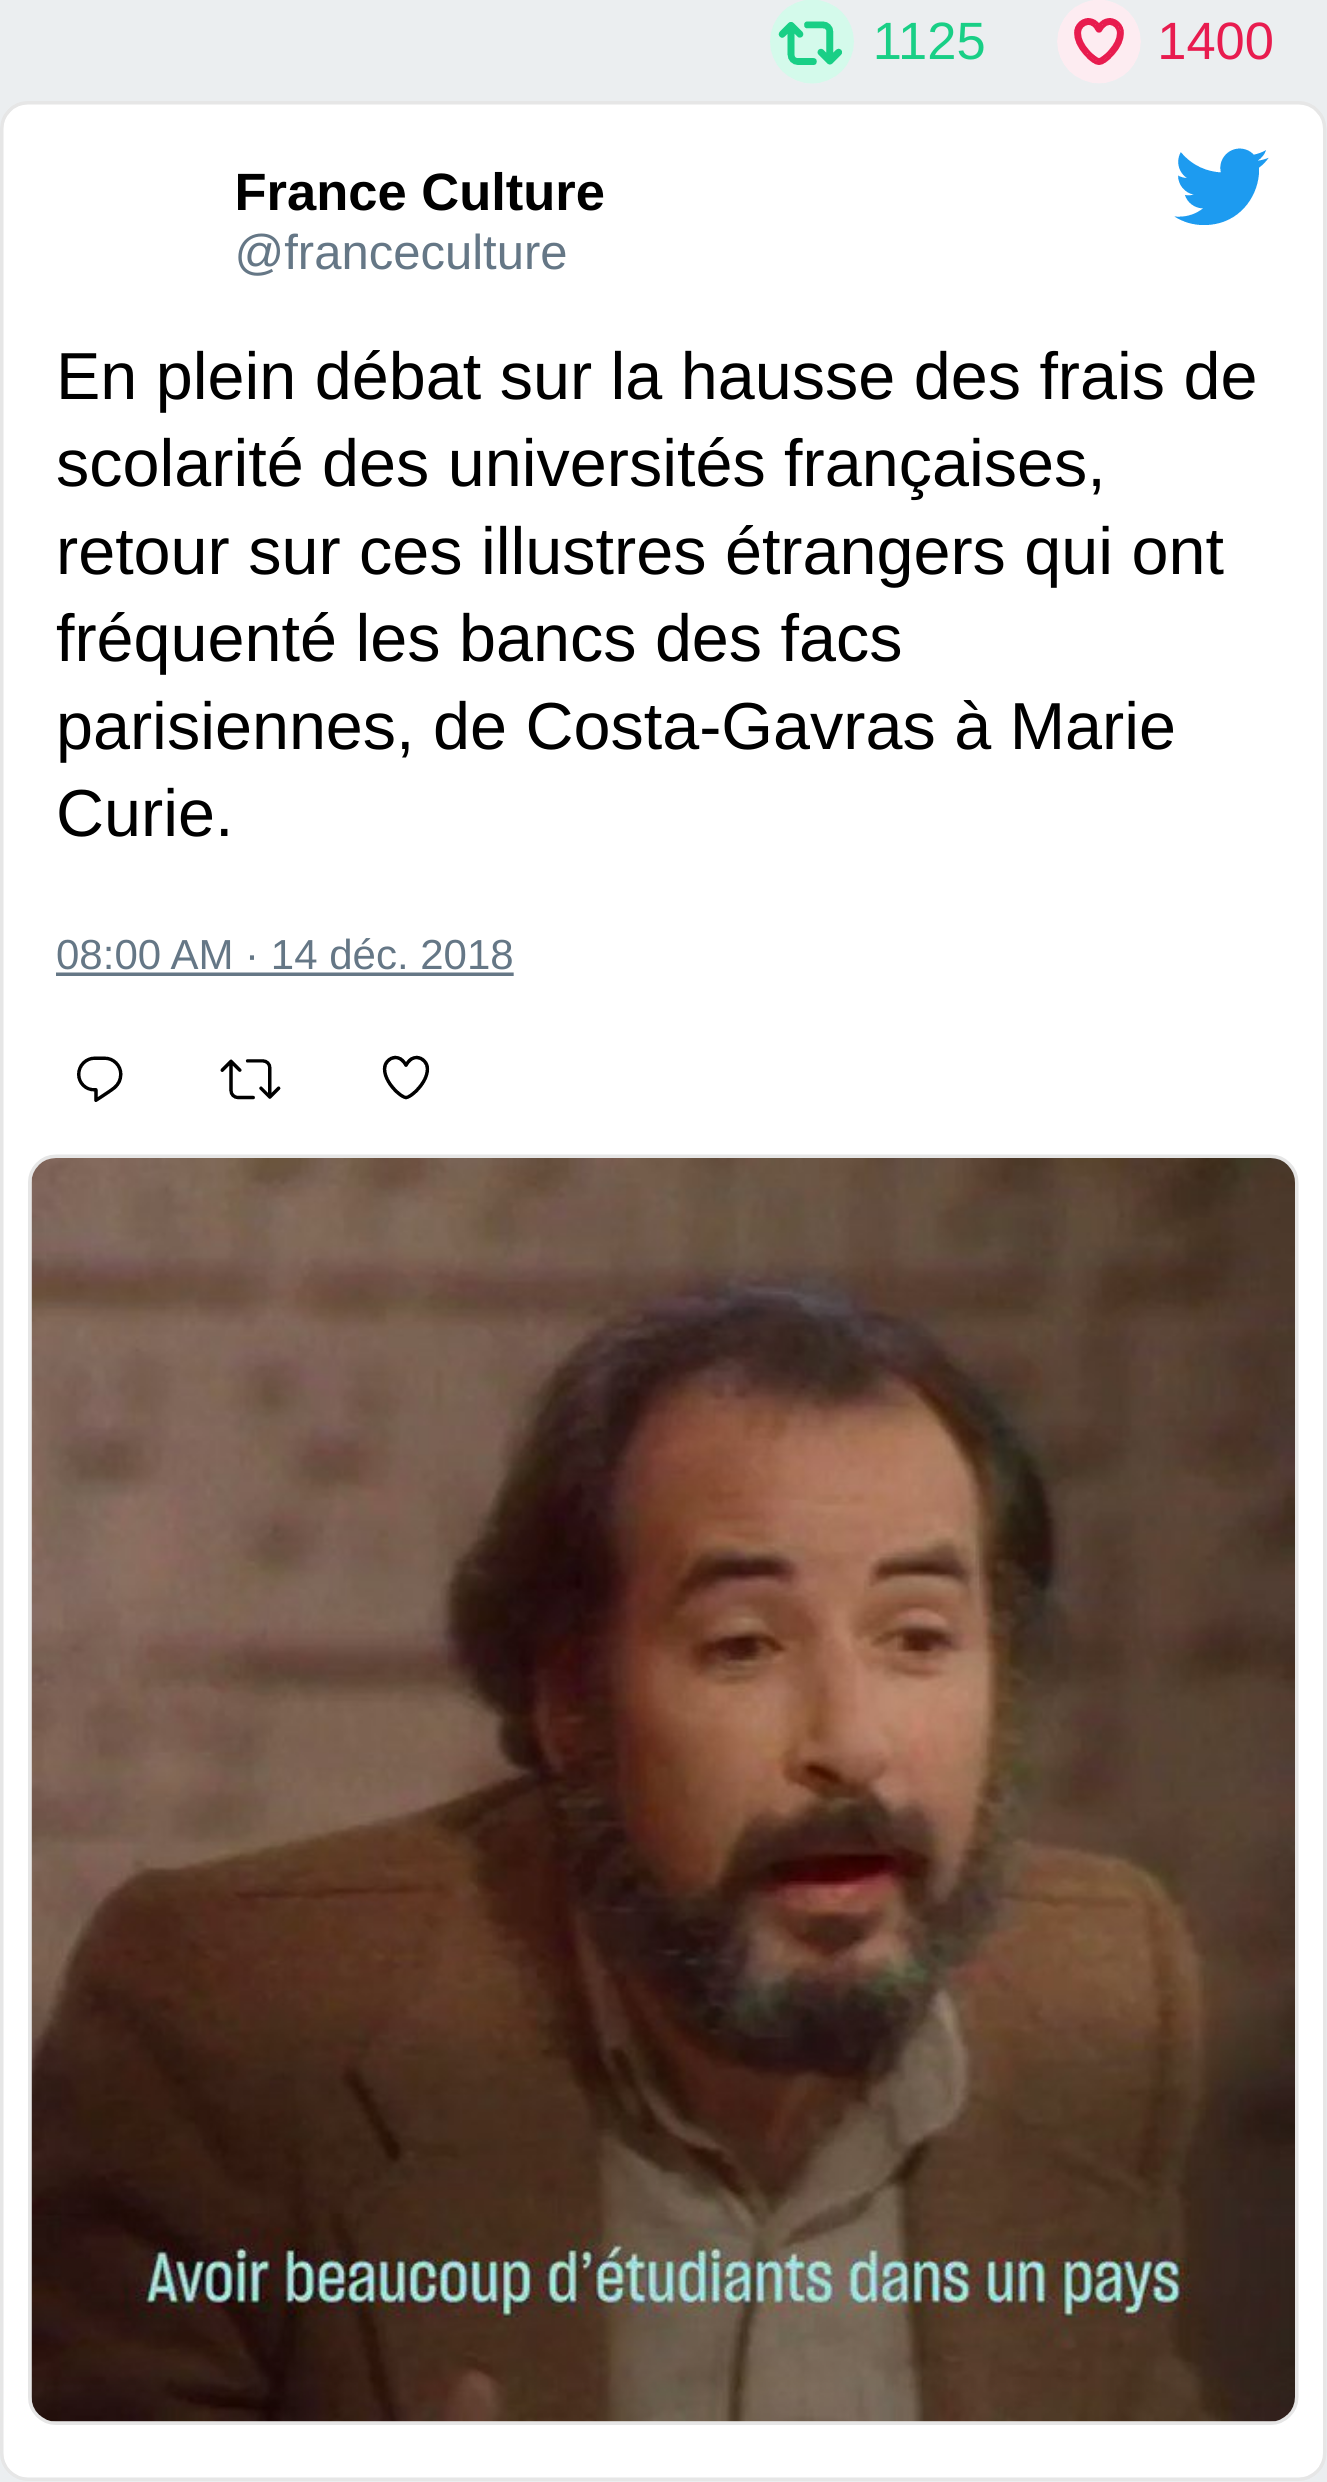 1125 1400
France Culture
@franceculture
En plein débat sur la hausse des frais de
scolarité des universités françaises,
retour sur ces illustres étrangers qui ont
fréquenté les bancs des facs
parisiennes, de Costa-Gavras à Marie
Curie.
08:00 AM · 14 déc. 2018
Avoir beaucoup d’étudiants dans un pays